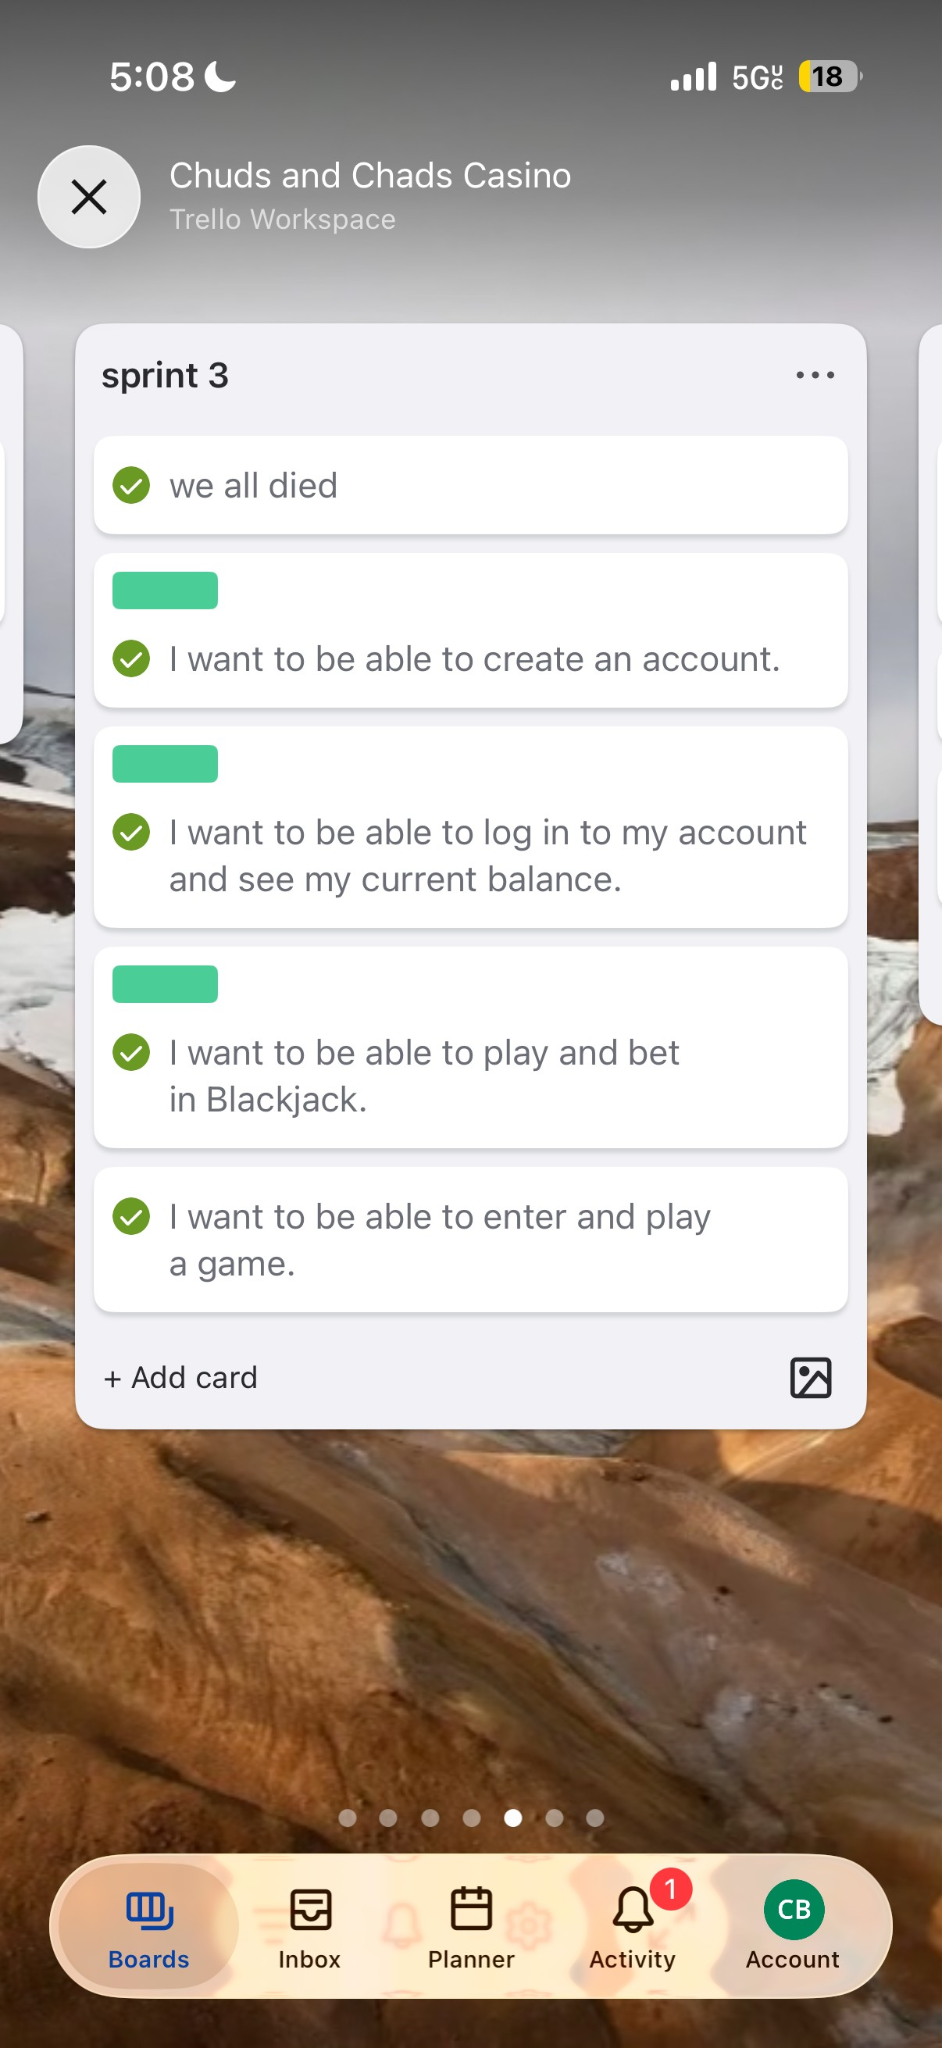 5:08
5G UC
18
Chuds and Chads Casino
Trello Workspace
sprint 3
we all died
I want to be able to create an account.
I want to be able to log in to my account
and see my current balance.
I want to be able to play and bet
in Blackjack.
I want to be able to enter and play
a game.
+ Add card
1
CB
Boards
Inbox
Planner
Activity
Account